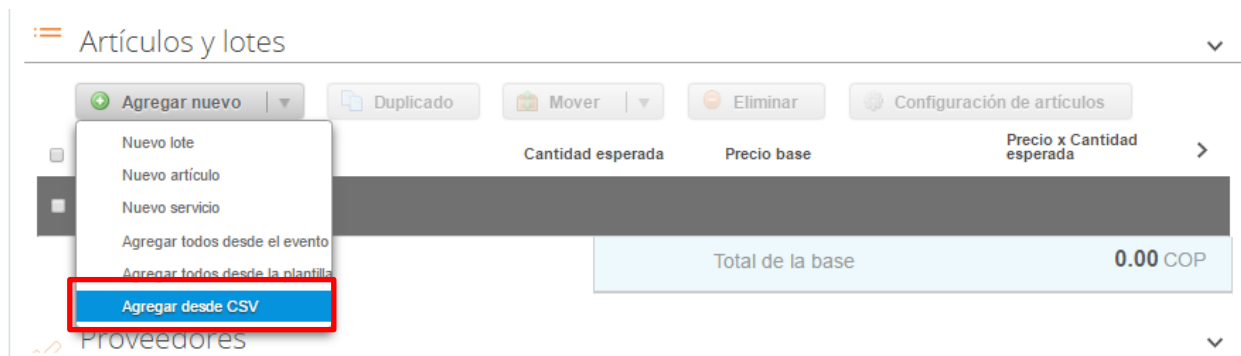 Artículos y lotes
Agregar nuevo Duplicado Mover Eliminar Configuración de artículos
Nuevo lote
Cantidad esperada Precio base Precio x Cantidad
esperada
Nuevo artículo
Nuevo servicio
Agregar todos desde el evento
Total de la base 0.00 COP
Agregar todos desde la plantilla
Agregar desde CSV
Proveedores